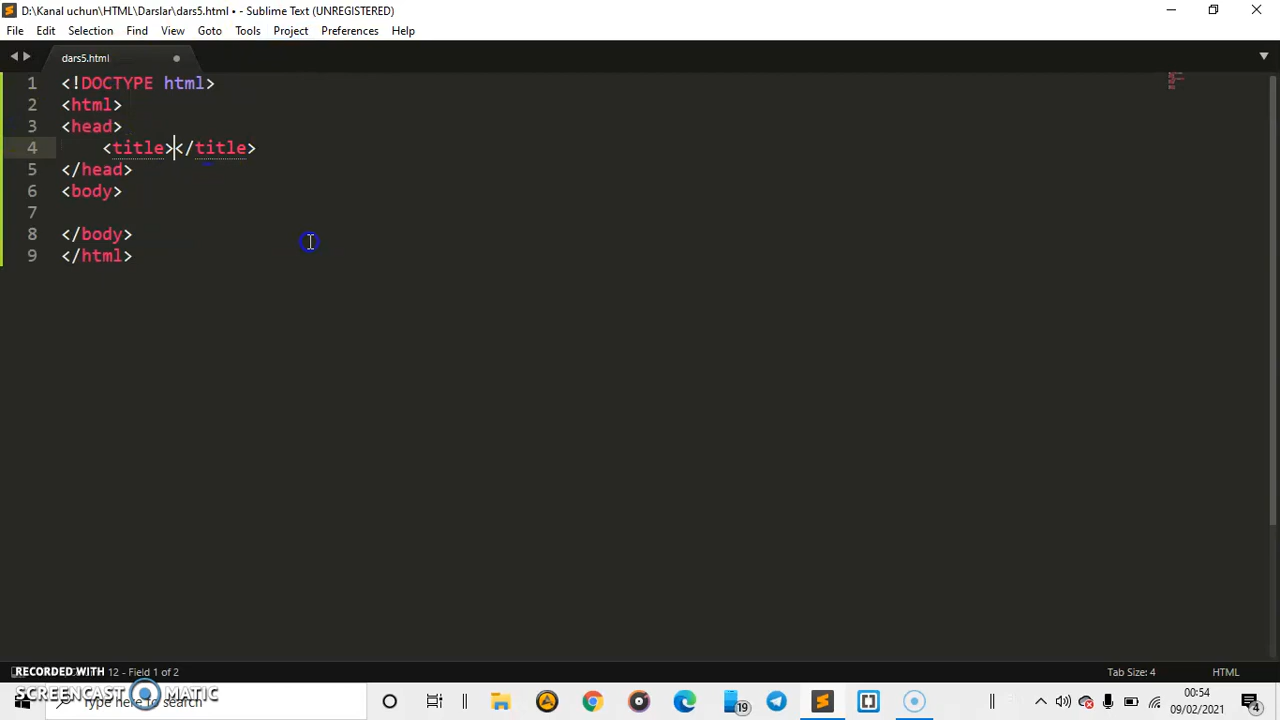 D:\Kanal uchun\HTML\Darslar\dars5.html • - Sublime Text (UNREGISTERED)
File Edit Selection Find View Goto Tools Project Preferences Help
dars5.html
1 <!DOCTYPE html>
2 <html>
3 <head>
4 <title></title>
5 </head>
6 <body>
7
8 </body>
9 </html>
RECORDED WITH 12 - Field 1 of 2 Tab Size: 4 HTML
SCREENCAST MATIC
Type here to search 19 00:54
09/02/2021 4